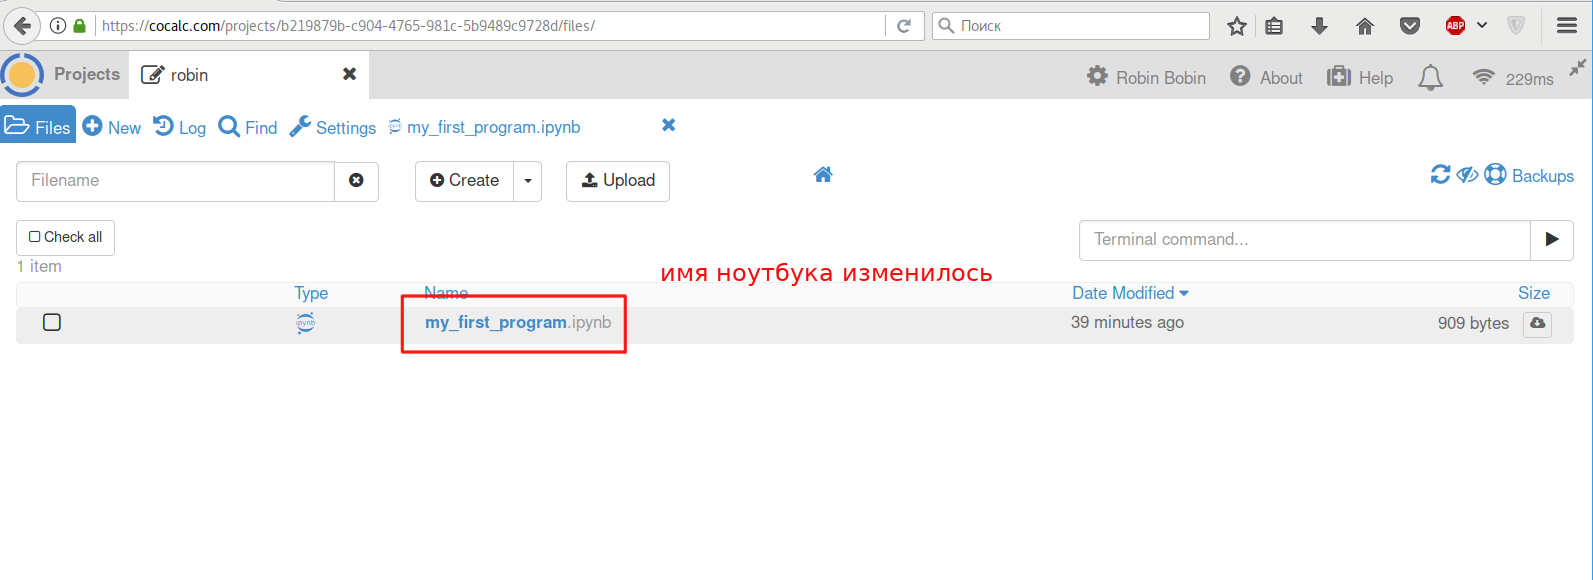 https://cocalc.com/projects/b219879b-c904-4765-981c-5b9489c9728d/files/
Поиск
ABP
Projects
robin
Robin Bobin
About
Help
229ms
Files
New
Log
Find
Settings
ipynb
my_first_program.ipynb
Filename
Create
Upload
Backups
Check all
Terminal command...
1 item
имя ноутбука изменилось
Type
Name
Date Modified
Size
ipynb
my_first_program.ipynb
39 minutes ago
909 bytes